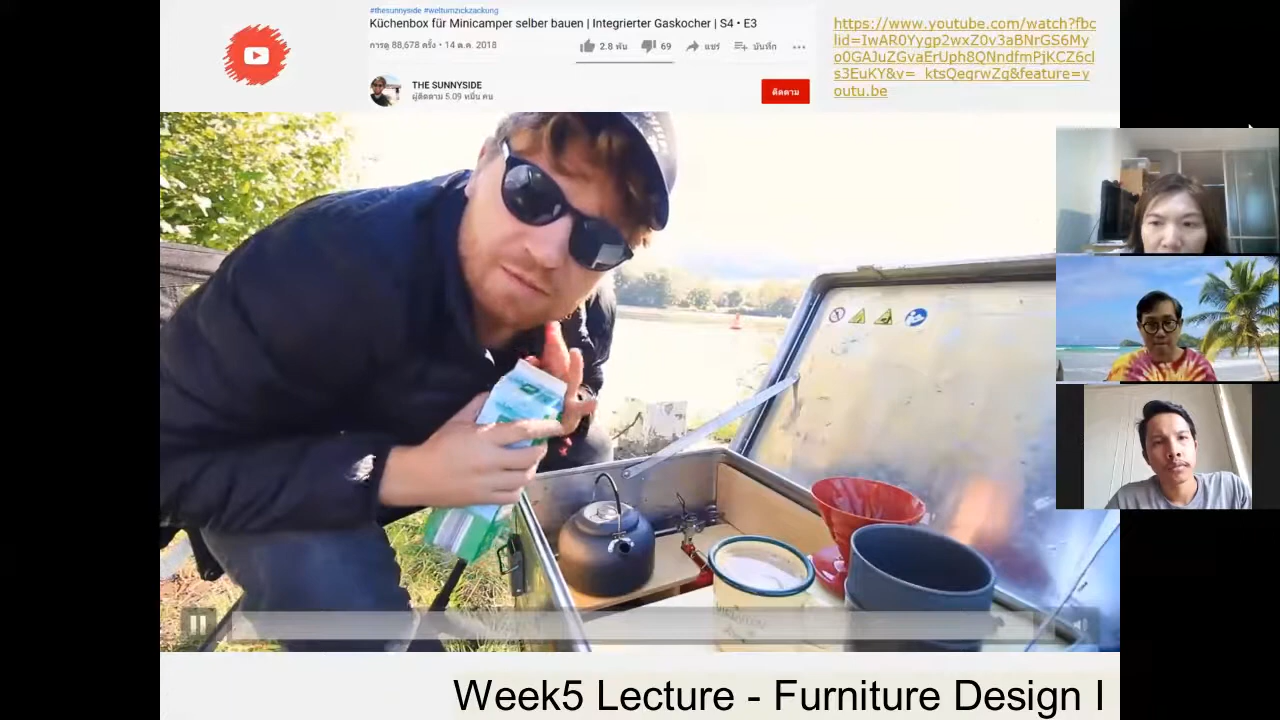 #thesunnyside #weltumzickzackung
Küchenbox für Minicamper selber bauen | Integrierter Gaskocher | S4 • E3
การดู 88,678 ครั้ง • 14 ต.ค. 2018
2.8 พัน
69
แชร์
บันทึก
THE SUNNYSIDE
ผู้ติดตาม 5.09 หมื่น คน
ติดตาม
https://www.youtube.com/watch?fbc
lid=IwAR0Yygp2wxZ0v3aBNrGS6My
o0GAJuZGvaErUph8QNndfmPjKCZ6cl
s3EuKY&v=_ktsQeqrwZq&feature=y
outu.be
Week5 Lecture - Furniture Design I